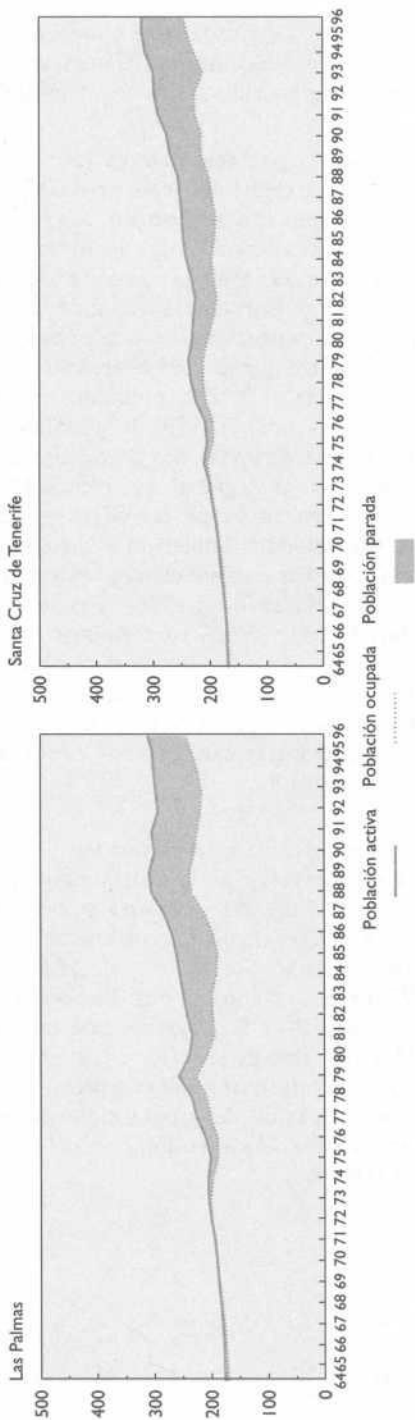 Las Palmas
500
400
300
200
100
0
6465 66 67 68 69 70 71 72 73 74 75 76 77 78 79 80 81 82 83 84 85 86 87 88 89 90 91 92 93 949596
Santa Cruz de Tenerife
500
400
300
200
100
0
6465 66 67 68 69 70 71 72 73 74 75 76 77 78 79 80 81 82 83 84 85 86 87 88 89 90 91 92 93 949596
Población activa Población ocupada Población parada